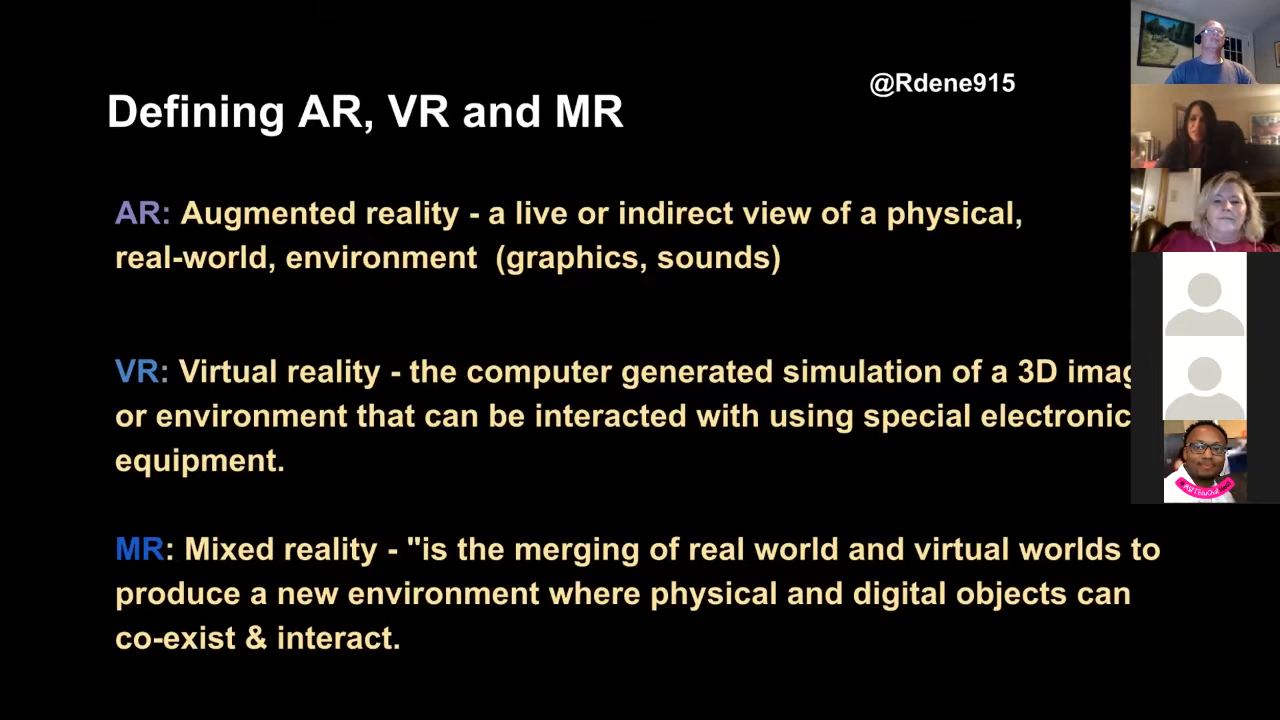 @Rdene915
Defining AR, VR and MR
AR: Augmented reality - a live or indirect view of a physical,
real-world, environment (graphics, sounds)
VR: Virtual reality - the computer generated simulation of a 3D
or environment that can be interacted with using special electronic
equipment.
MR: Mixed reality - "is the merging of real world and virtual worlds to
produce a new environment where physical and digital objects can
co-exist & interact.